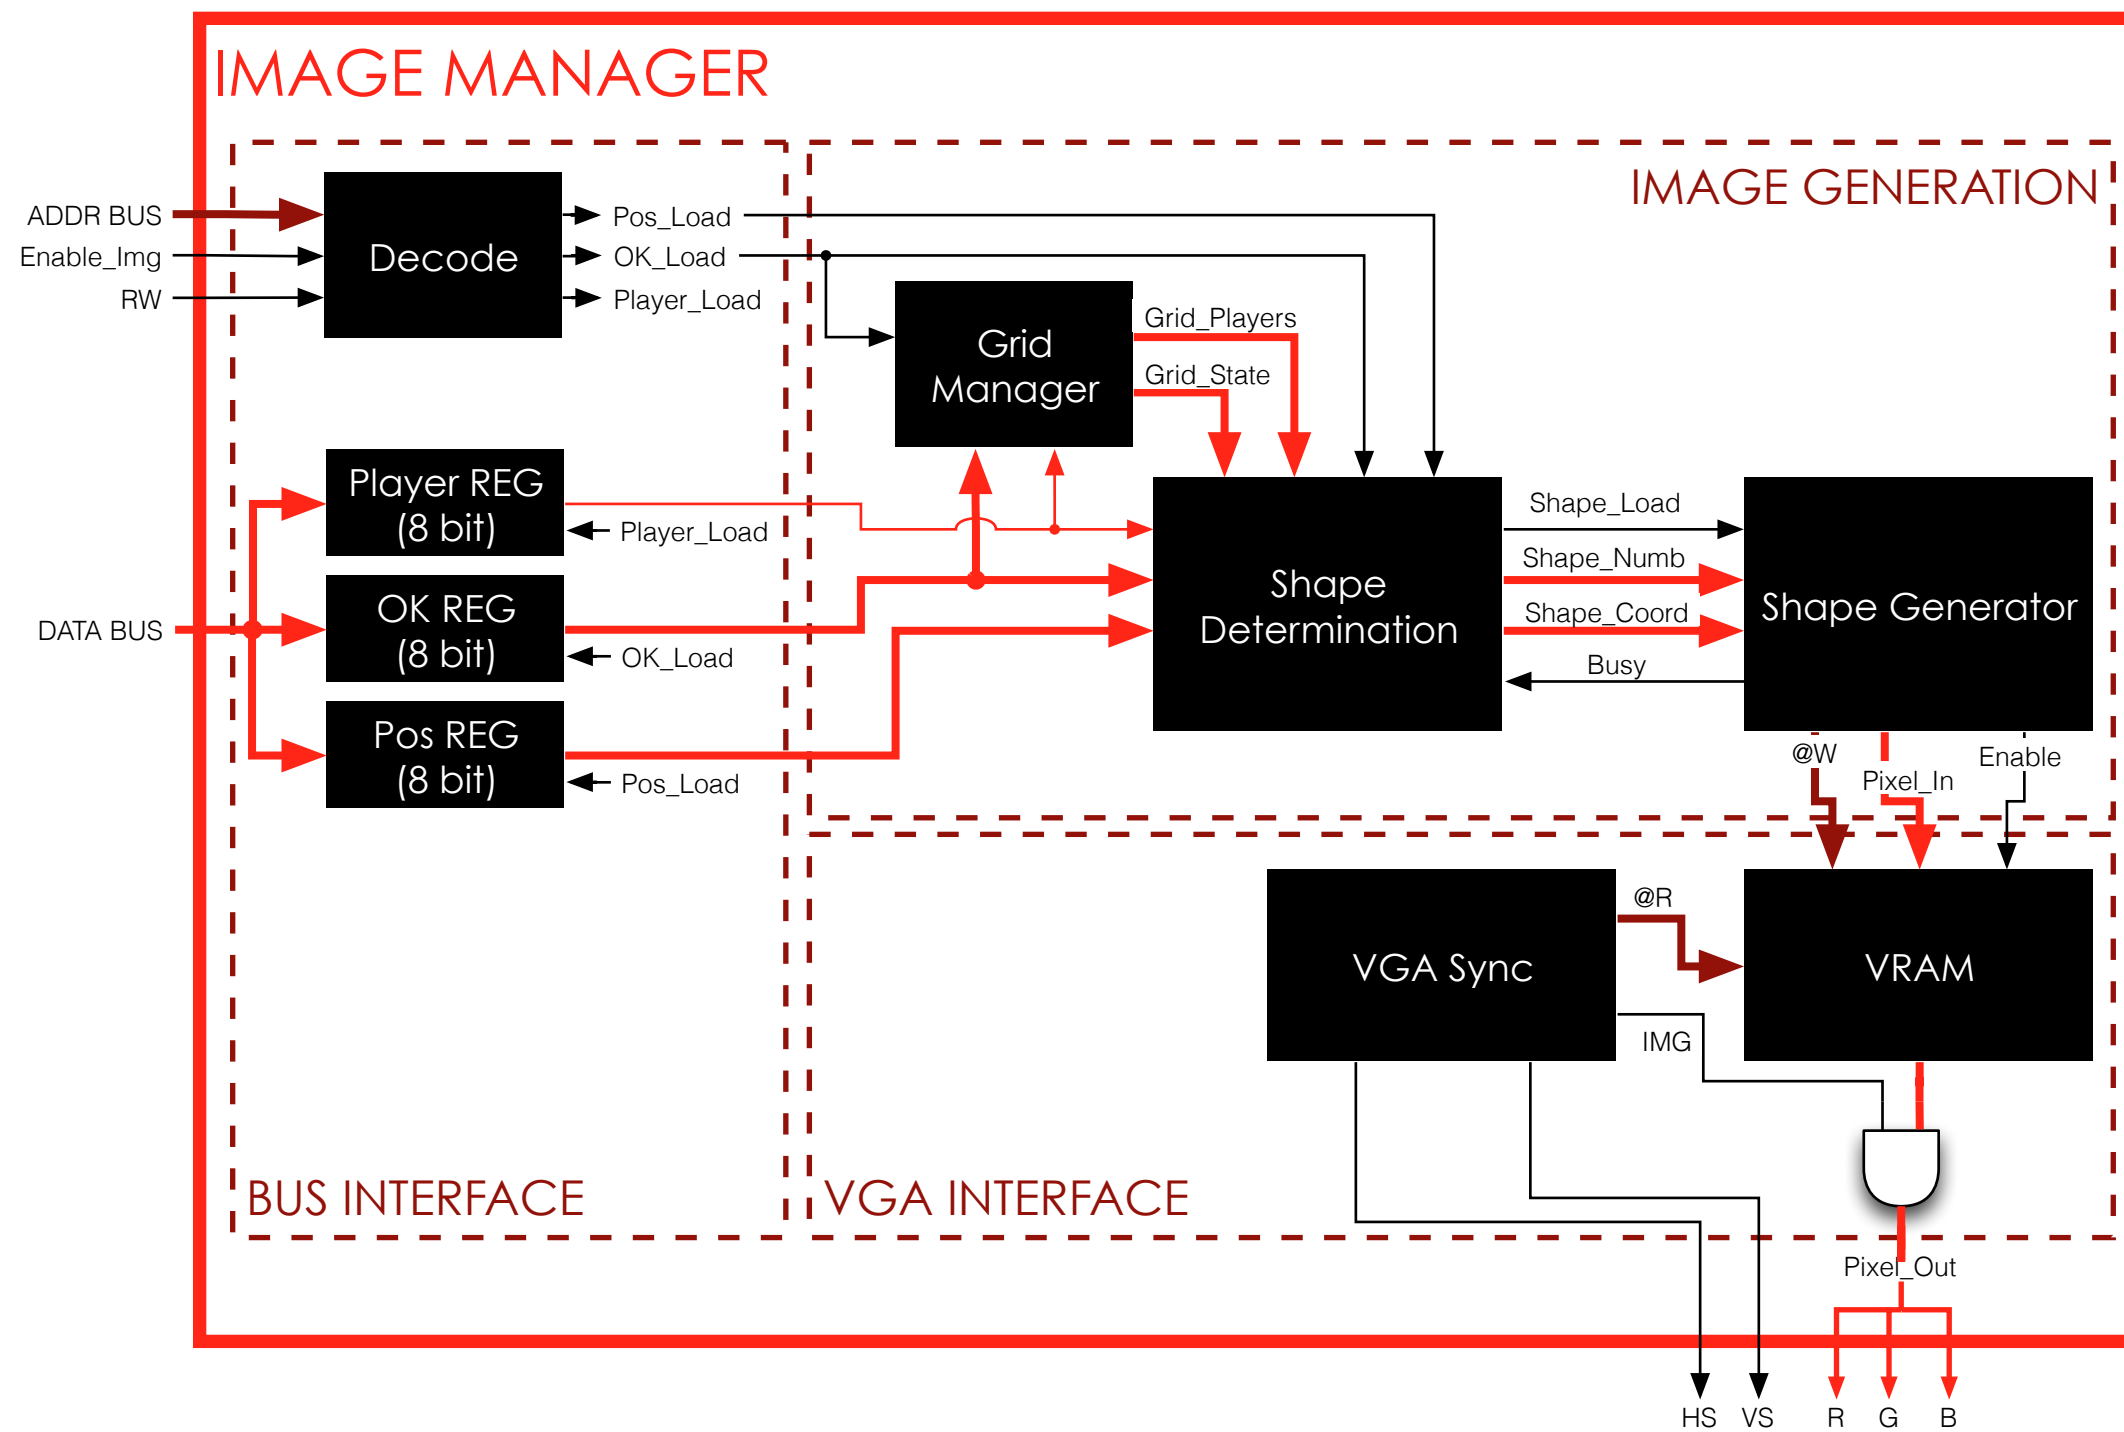 IMAGE MANAGER
IMAGE GENERATION
ADDR BUS
Enable_Img
RW
Decode
Pos_Load
OK_Load
Player_Load
Grid
Manager
Grid_Players
Grid_State
Player REG
(8 bit)
Player_Load
OK REG
(8 bit)
OK_Load
Pos REG
(8 bit)
Pos_Load
DATA BUS
Shape
Determination
Shape_Load
Shape_Numb
Shape_Coord
Busy
Shape Generator
@W
Pixel_In
Enable
VGA Sync
@R
IMG
VRAM
BUS INTERFACE
VGA INTERFACE
Pixel_Out
HS
VS
R
G
B